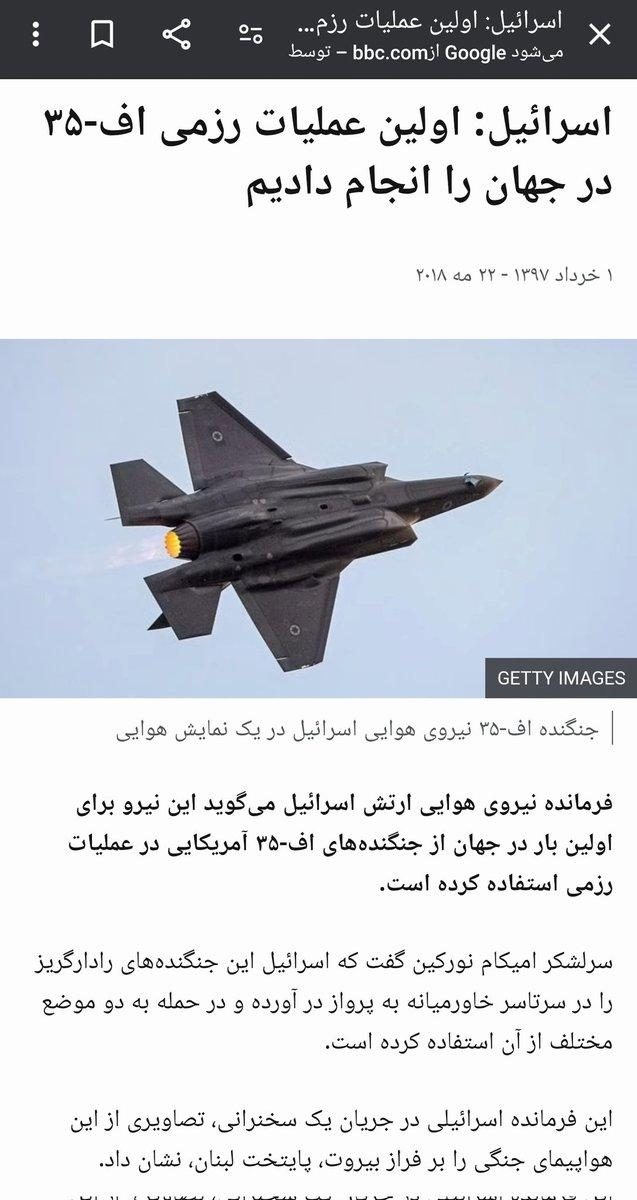 اسرائیل: اولین عملیات رزم...
می‌شود Google ازbbc.com – توسط
اسرائیل: اولین عملیات رزمی اف-۳۵
در جهان را انجام دادیم
۱ خرداد ۱۳۹۷ - ۲۲ مه ۲۰۱۸
GETTY IMAGES
جنگنده اف-۳۵ نیروی هوایی اسرائیل در یک نمایش هوایی
فرمانده نیروی هوایی ارتش اسرائیل می‌گوید این نیرو برای
اولین بار در جهان از جنگنده‌های اف-۳۵ آمریکایی در عملیات
رزمی استفاده کرده است.
سرلشکر امیکام نورکین گفت که اسرائیل این جنگنده‌های رادارگریز
را در سرتاسر خاورمیانه به پرواز در آورده و در حمله به دو موضع
مختلف از آن استفاده کرده است.
این فرمانده اسرائیلی در جریان یک سخنرانی، تصاویری از این
هواپیمای جنگی را بر فراز بیروت، پایتخت لبنان، نشان داد.